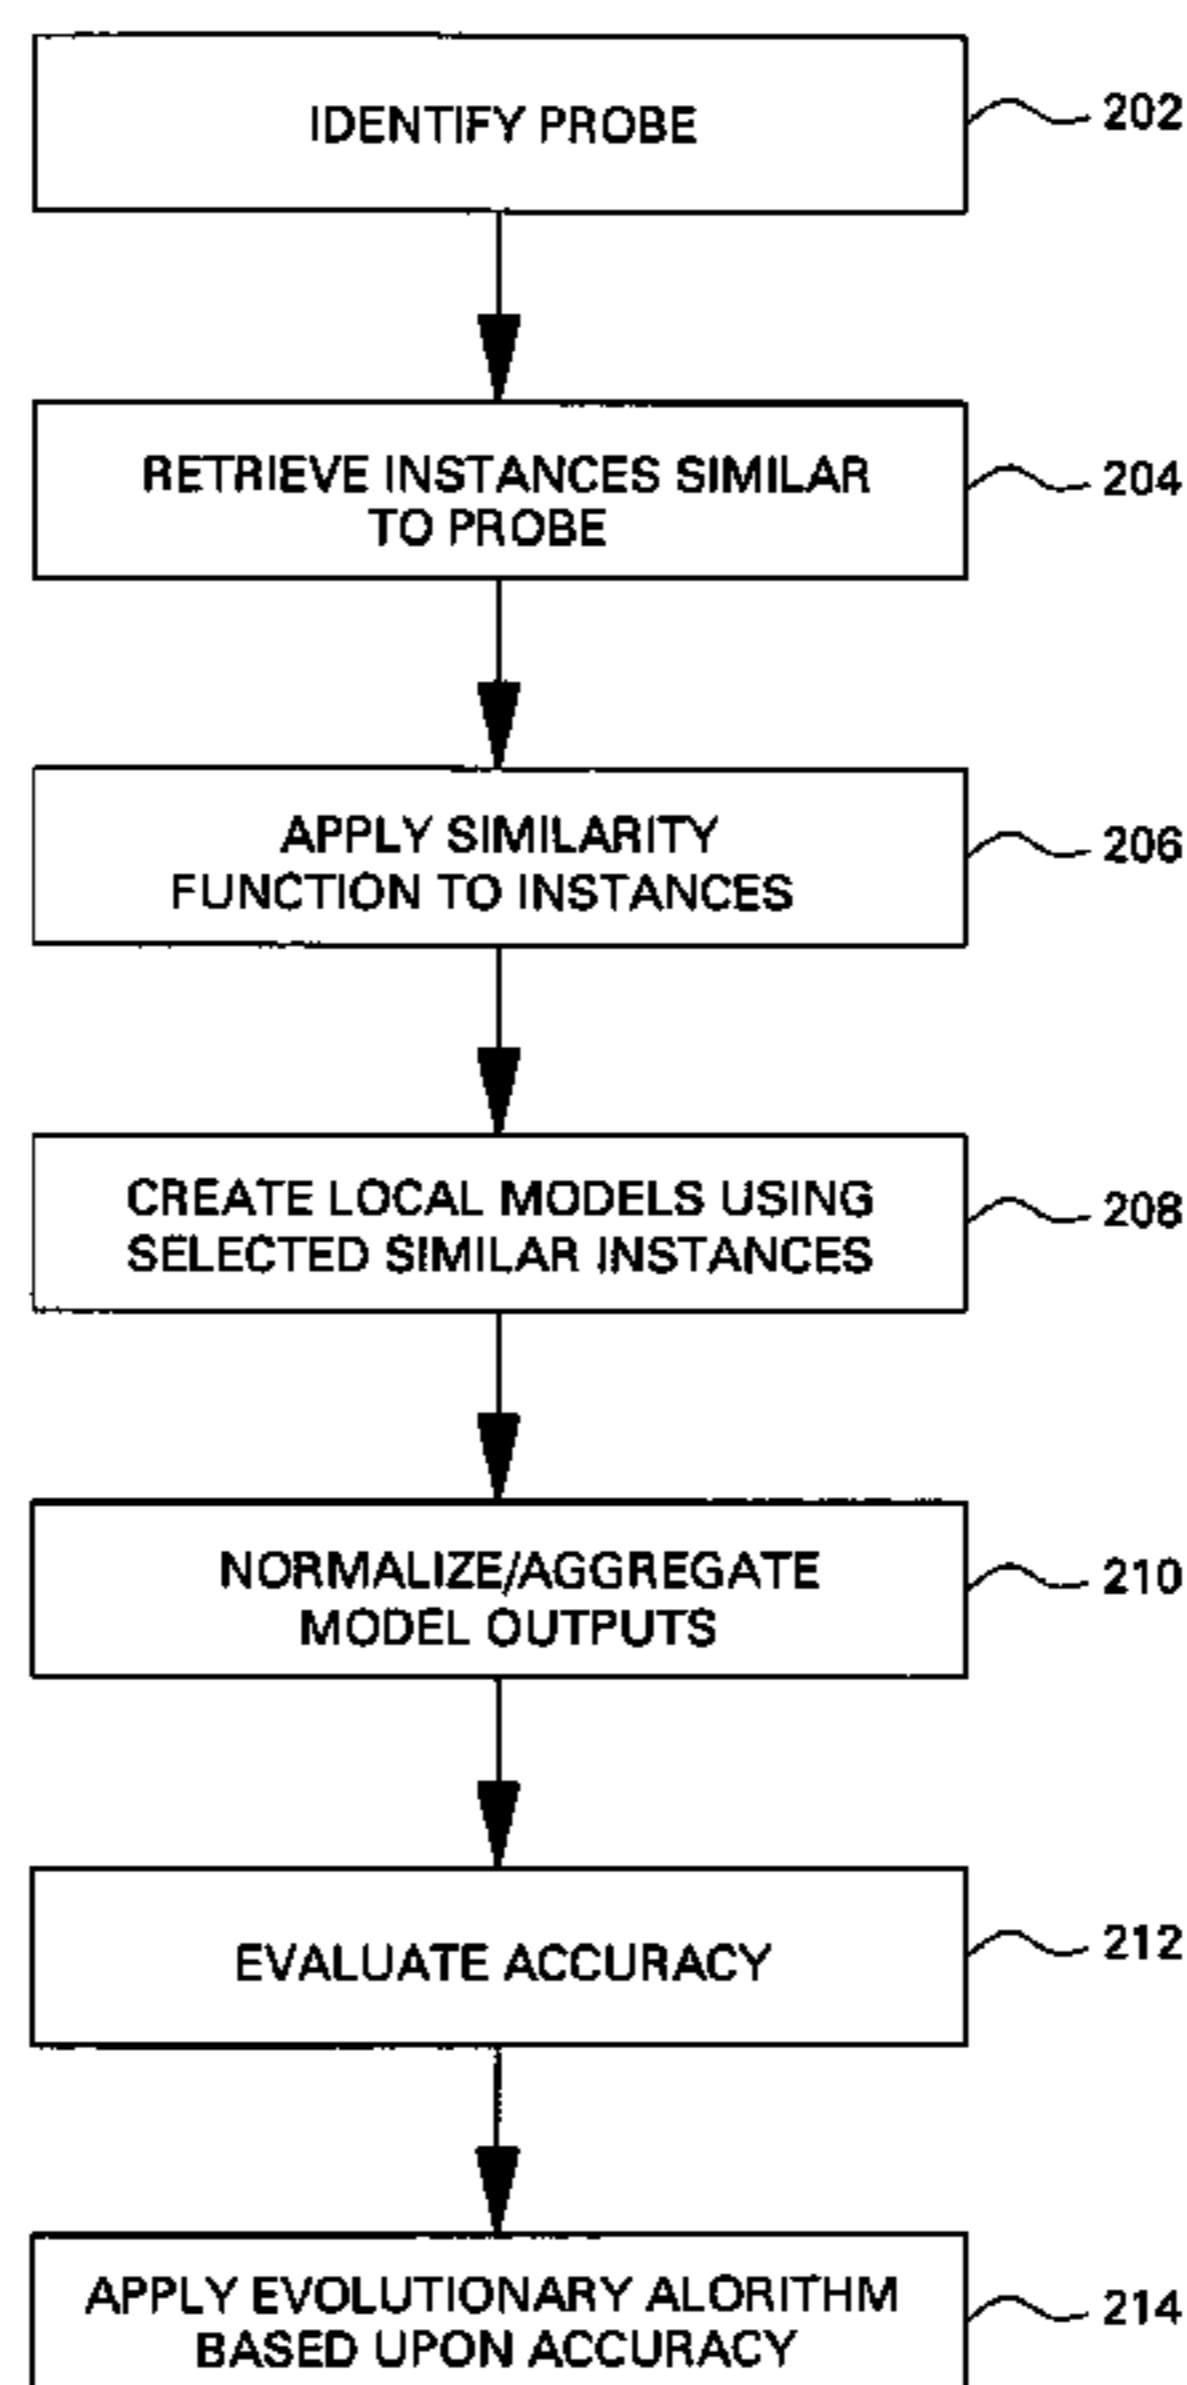 IDENTIFY PROBE
202
RETRIEVE INSTANCES SIMILAR
TO PROBE
204
APPLY SIMILARITY
FUNCTION TO INSTANCES
206
CREATE LOCAL MODELS USING
SELECTED SIMILAR INSTANCES
208
NORMALIZE/AGGREGATE
MODEL OUTPUTS
210
EVALUATE ACCURACY
212
APPLY EVOLUTIONARY ALORITHM
BASED UPON ACCURACY
214